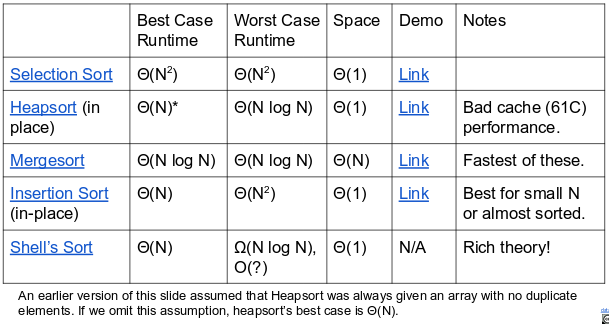 Best Case Runtime | Worst Case Runtime | Space | Demo | Notes
Selection Sort | Θ(N²) | Θ(N²) | Θ(1) | Link
Heapsort (in place) | Θ(N)* | Θ(N log N) | Θ(1) | Link | Bad cache (61C) performance.
Mergesort | Θ(N log N) | Θ(N log N) | Θ(N) | Link | Fastest of these.
Insertion Sort (in-place) | Θ(N) | Θ(N²) | Θ(1) | Link | Best for small N or almost sorted.
Shell’s Sort | Θ(N) | Ω(N log N), O(?) | Θ(1) | N/A | Rich theory!
An earlier version of this slide assumed that Heapsort was always given an array with no duplicate
elements. If we omit this assumption, heapsort’s best case is Θ(N).